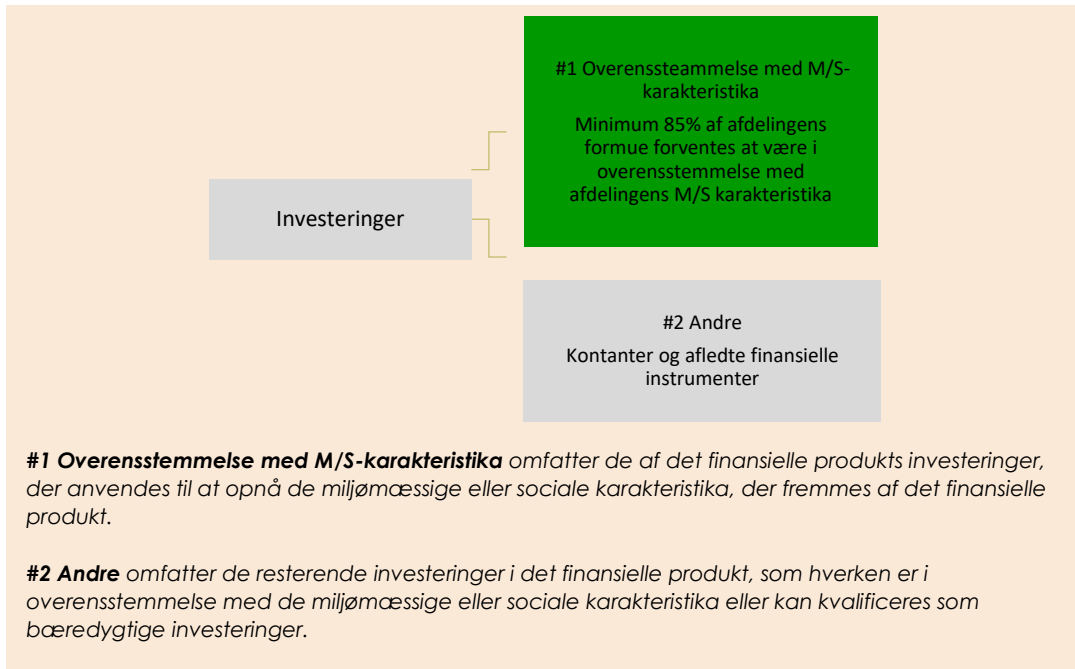 #1 Overenssteammelse med M/S-
karakteristika
Minimum 85% af afdelingens
formue forventes at være i
overensstemmelse med
afdelingens M/S karakteristika
Investeringer
#2 Andre
Kontanter og afledte finansielle
instrumenter
#1 Overensstemmelse med M/S-karakteristika omfatter de af det finansielle produkts investeringer,
der anvendes til at opnå de miljømæssige eller sociale karakteristika, der fremmes af det finansielle
produkt.
#2 Andre omfatter de resterende investeringer i det finansielle produkt, som hverken er i
overensstemmelse med de miljømæssige eller sociale karakteristika eller kan kvalificeres som
bæredygtige investeringer.